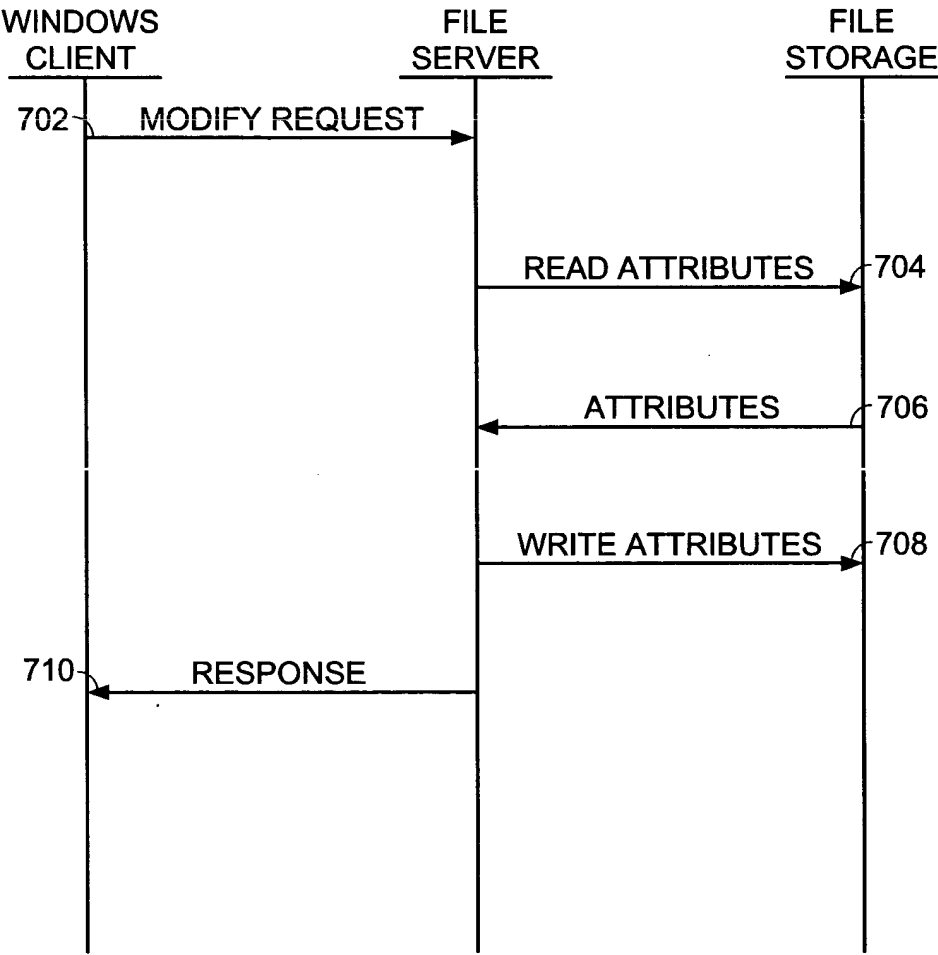 WINDOWS
CLIENT
FILE
SERVER
FILE
STORAGE
702
MODIFY REQUEST
READ ATTRIBUTES
704
ATTRIBUTES
706
WRITE ATTRIBUTES
708
710
RESPONSE